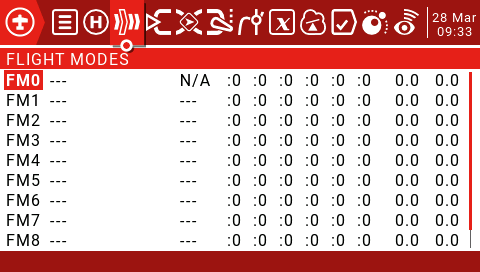 28 Mar
09:33
FLIGHT MODES
FM0 --- N/A :0 :0 :0 :0 :0 :0 0.0 0.0
FM1 --- --- :0 :0 :0 :0 :0 :0 0.0 0.0
FM2 --- --- :0 :0 :0 :0 :0 :0 0.0 0.0
FM3 --- --- :0 :0 :0 :0 :0 :0 0.0 0.0
FM4 --- --- :0 :0 :0 :0 :0 :0 0.0 0.0
FM5 --- --- :0 :0 :0 :0 :0 :0 0.0 0.0
FM6 --- --- :0 :0 :0 :0 :0 :0 0.0 0.0
FM7 --- --- :0 :0 :0 :0 :0 :0 0.0 0.0
FM8 --- --- :0 :0 :0 :0 :0 :0 0.0 0.0